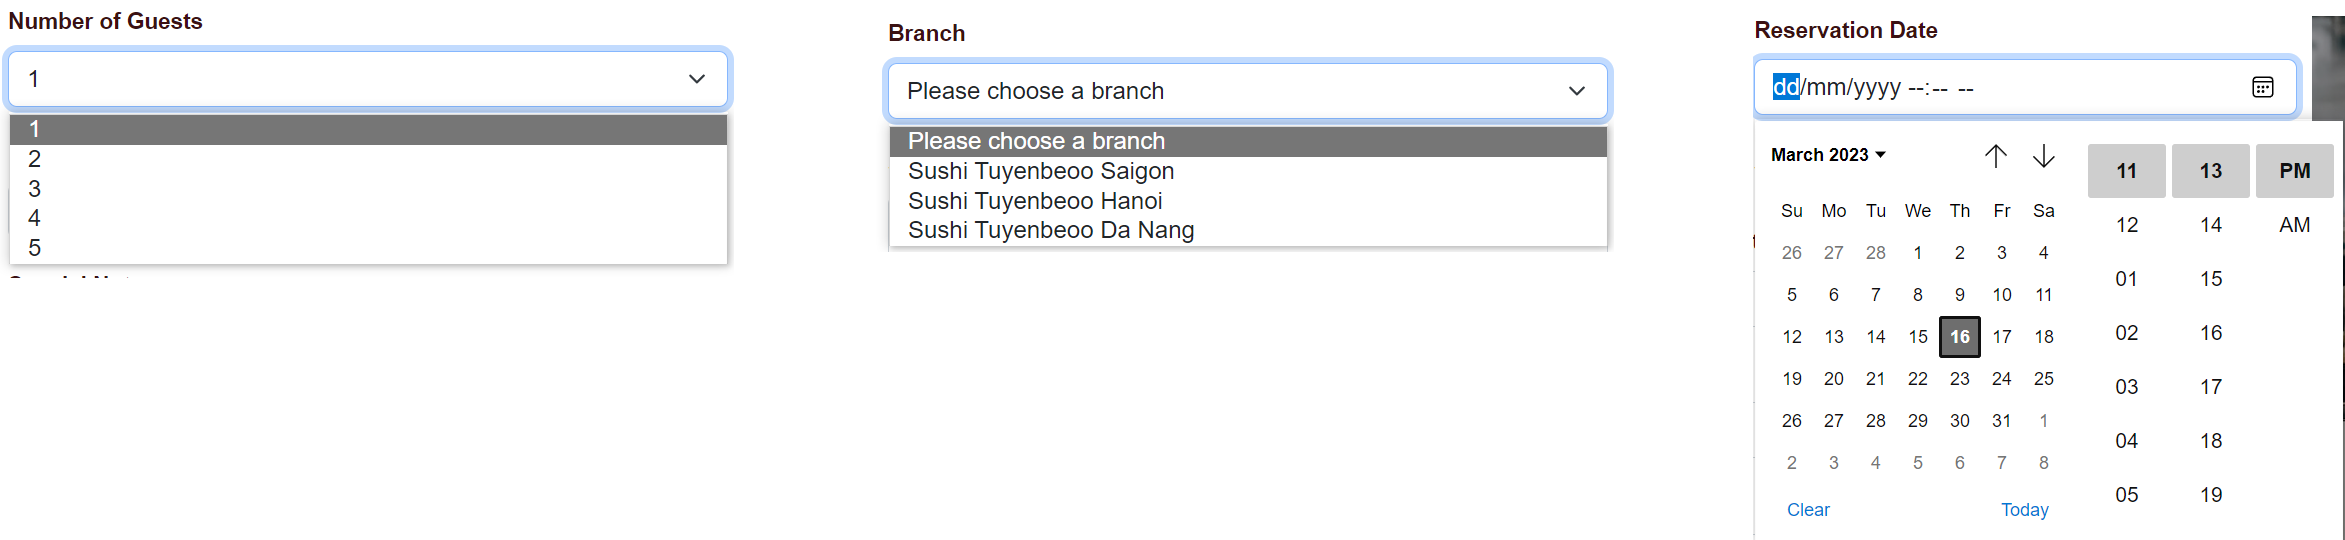 Number of Guests
1
1
2
3
4
5
Branch
Please choose a branch
Please choose a branch
Sushi Tuyenbeoo Saigon
Sushi Tuyenbeoo Hanoi
Sushi Tuyenbeoo Da Nang
Reservation Date
dd/mm/yyyy --:-- --
March 2023
Su Mo Tu We Th Fr Sa
26 27 28 1 2 3 4
5 6 7 8 9 10 11
12 13 14 15 16 17 18
19 20 21 22 23 24 25
26 27 28 29 30 31 1
2 3 4 5 6 7 8
Clear Today
11 13 PM
12 14 AM
01 15
02 16
03 17
04 18
05 19